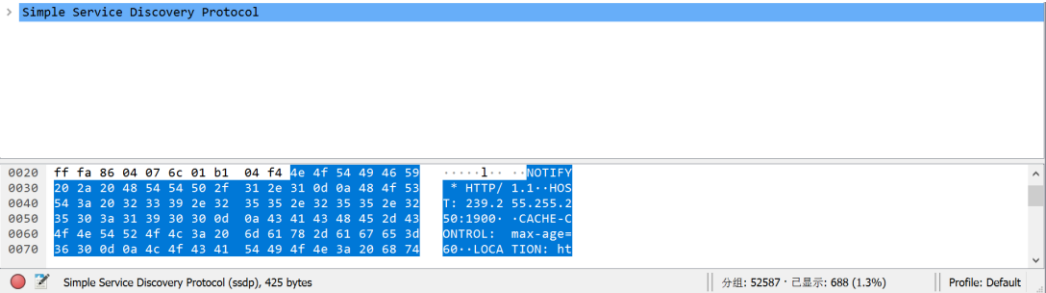 > Simple Service Discovery Protocol
0020 ff fa 86 04 07 6c 01 b1 04 f4 4e 4f 54 49 46 59 ·····l·· ··NOTIFY
0030 20 2a 20 48 54 54 50 2f 31 2e 31 0d 0a 48 4f 53 * HTTP/ 1.1··HOS
0040 54 3a 20 32 33 39 2e 32 35 35 2e 32 35 35 2e 32 T: 239.2 55.255.2
0050 35 30 3a 31 39 30 30 0d 0a 43 41 43 48 45 2d 43 50:1900· ·CACHE-C
0060 4f 4e 54 52 4f 4c 3a 20 6d 61 78 2d 61 67 65 3d ONTROL: max-age=
0070 36 30 0d 0a 4c 4f 43 41 54 49 4f 4e 3a 20 68 74 60··LOCA TION: ht
Simple Service Discovery Protocol (ssdp), 425 bytes 分组: 52587 · 已显示: 688 (1.3%) Profile: Default